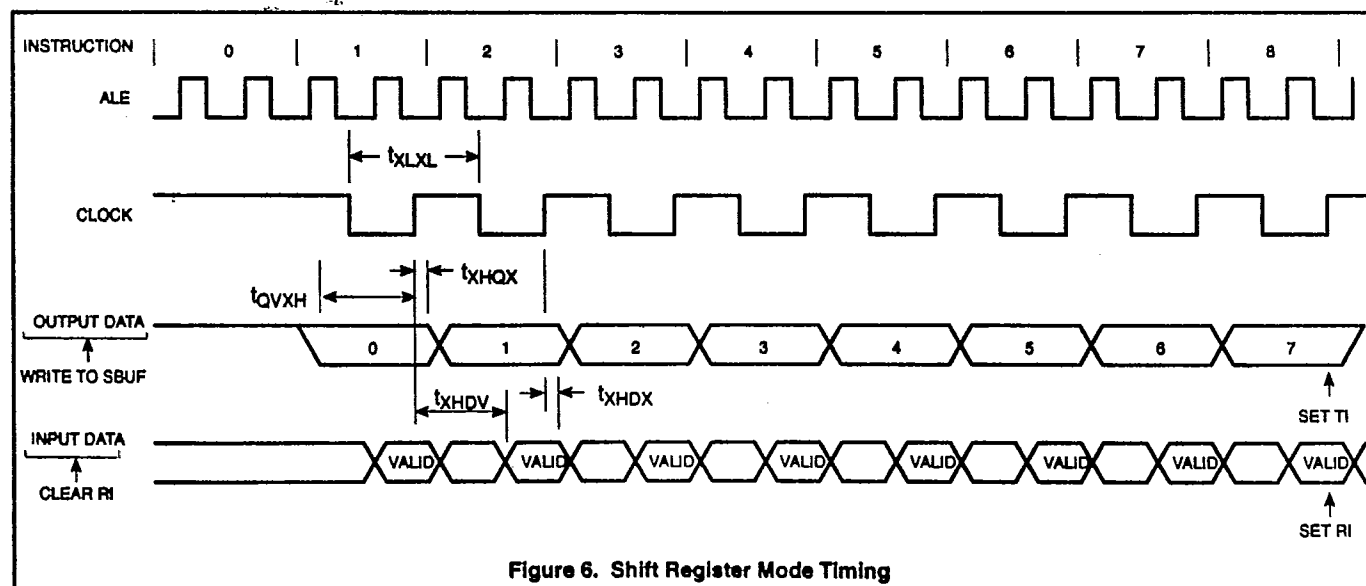 INSTRUCTION 0 1 2 3 4 5 6 7 8
ALE
tXLXL
CLOCK
tXHQX
tQVXH
OUTPUT DATA 0 1 2 3 4 5 6 7
WRITE TO SBUF
tXHDV
tXHDX
SET TI
INPUT DATA VALID VALID VALID VALID VALID VALID VALID VALID
CLEAR RI
SET RI
Figure 6. Shift Register Mode Timing